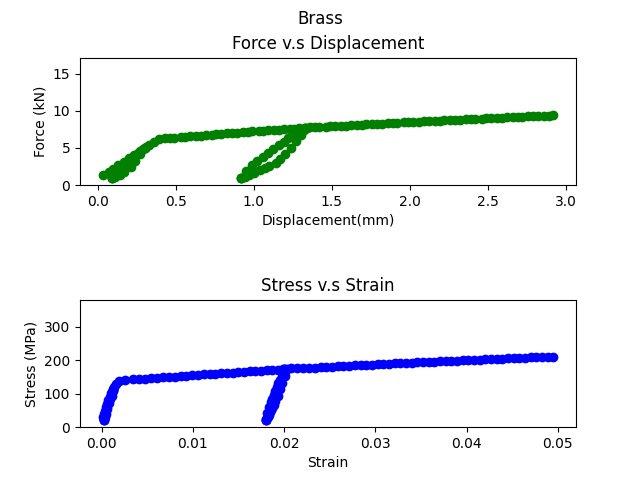 Brass
Force v.s Displacement
Force (kN)
15
10
5
0
0.0 0.5 1.0 1.5 2.0 2.5 3.0
Displacement(mm)
Stress v.s Strain
Stress (MPa)
300
200
100
0
0.00 0.01 0.02 0.03 0.04 0.05
Strain